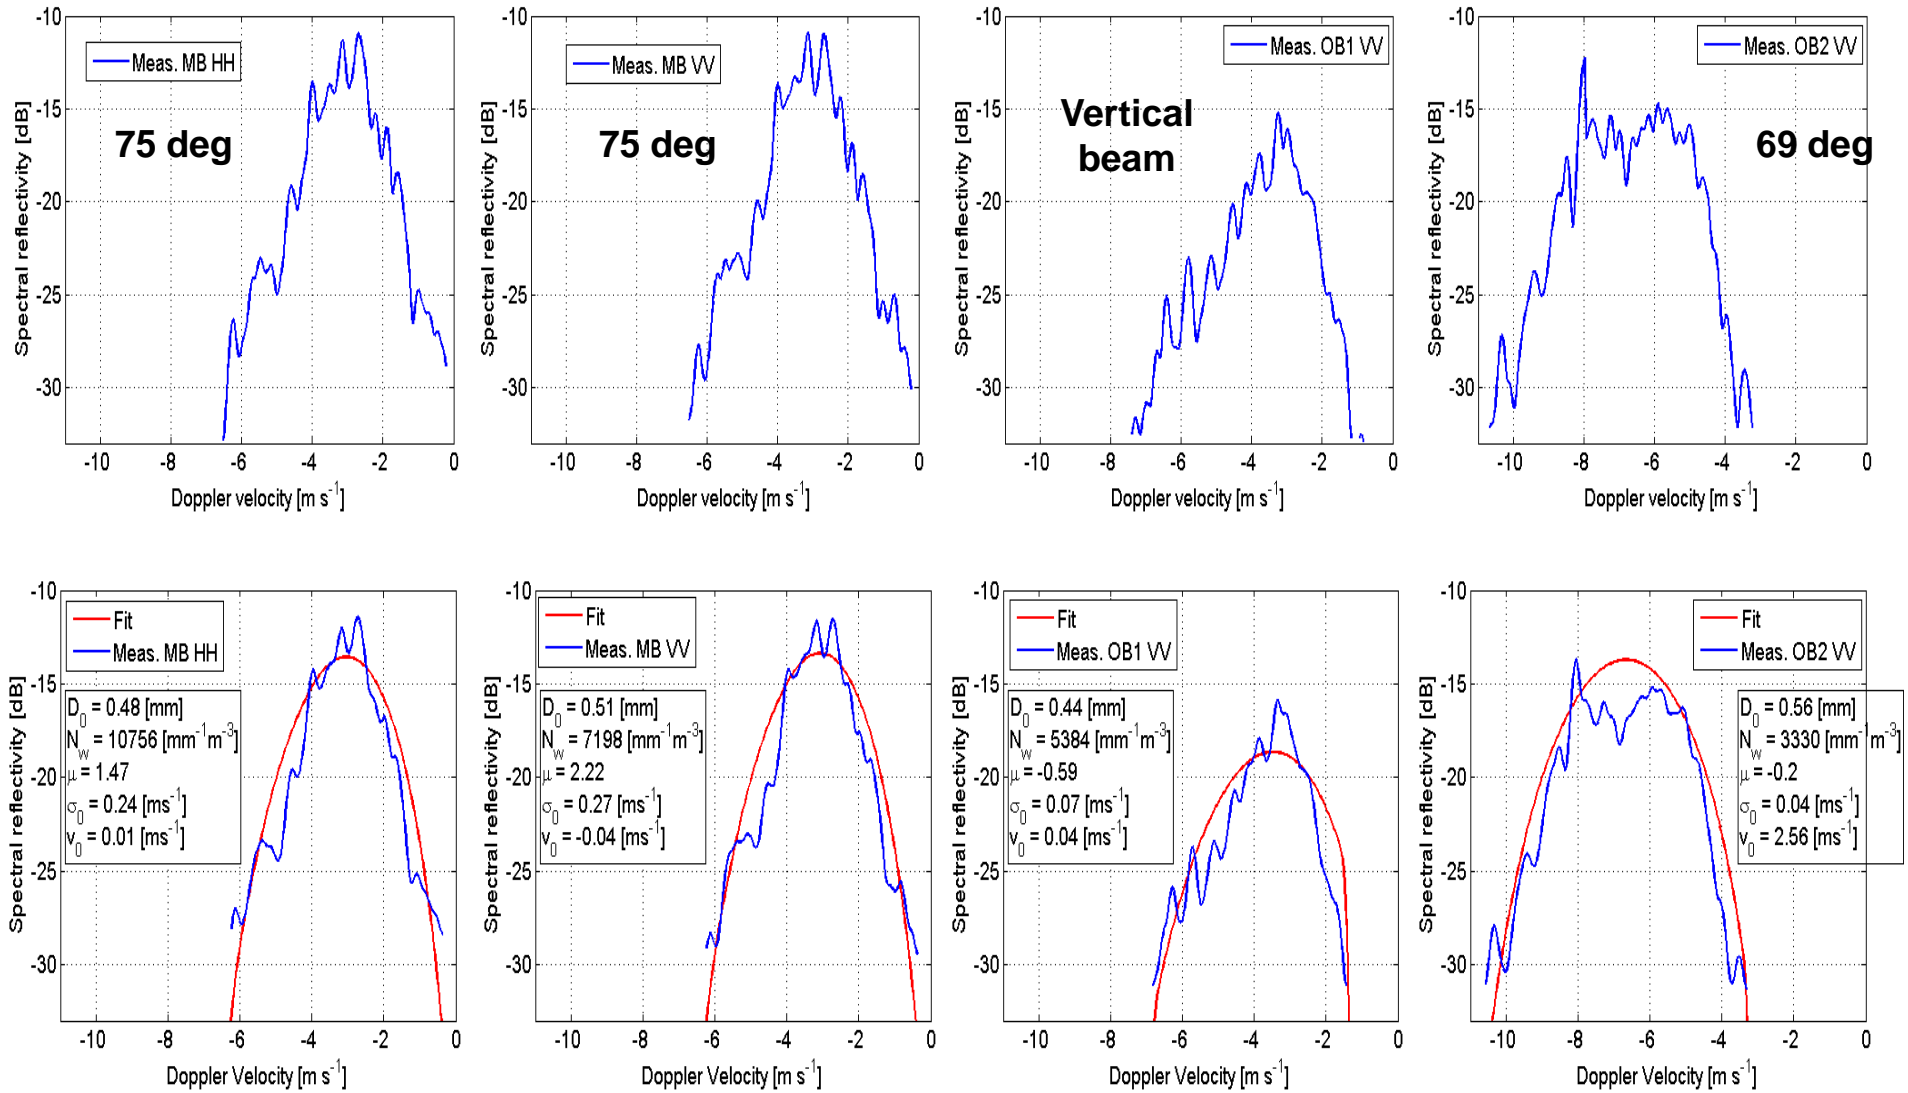 -10
-15
-20
-25
-30
Spectral reflectivity [dB]
Meas. MB HH
75 deg
-10 -8 -6 -4 -2 0
Doppler velocity [m s⁻¹]
-10
-15
-20
-25
-30
Spectral reflectivity [dB]
Meas. MB VV
75 deg
-10 -8 -6 -4 -2 0
Doppler velocity [m s⁻¹]
-10
-15
-20
-25
-30
Spectral reflectivity [dB]
Meas. OB1 VV
Vertical
beam
-10 -8 -6 -4 -2 0
Doppler velocity [m s⁻¹]
-10
-15
-20
-25
-30
Spectral reflectivity [dB]
Meas. OB2 VV
69 deg
-10 -8 -6 -4 -2 0
Doppler velocity [m s⁻¹]
-10
-15
-20
-25
-30
Spectral reflectivity [dB]
Fit
Meas. MB HH
D₀ = 0.48 [mm]
N_w = 10756 [mm⁻¹m⁻³]
μ = 1.47
σ₀ = 0.24 [ms⁻¹]
v₀ = 0.01 [ms⁻¹]
-10 -8 -6 -4 -2 0
Doppler Velocity [m s⁻¹]
-10
-15
-20
-25
-30
Spectral reflectivity [dB]
Fit
Meas. MB VV
D₀ = 0.51 [mm]
N_w = 7198 [mm⁻¹m⁻³]
μ = 2.22
σ₀ = 0.27 [ms⁻¹]
v₀ = -0.04 [ms⁻¹]
-10 -8 -6 -4 -2 0
Doppler Velocity [m s⁻¹]
-10
-15
-20
-25
-30
Spectral reflectivity [dB]
Fit
Meas. OB1 VV
D₀ = 0.44 [mm]
N_w = 5384 [mm⁻¹m⁻³]
μ = -0.59
σ₀ = 0.07 [ms⁻¹]
v₀ = 0.04 [ms⁻¹]
-10 -8 -6 -4 -2 0
Doppler Velocity [m s⁻¹]
-10
-15
-20
-25
-30
Spectral reflectivity [dB]
Fit
Meas. OB2 VV
D₀ = 0.56 [mm]
N_w = 3330 [mm⁻¹m⁻³]
μ = -0.2
σ₀ = 0.04 [ms⁻¹]
v₀ = 2.56 [ms⁻¹]
-10 -8 -6 -4 -2 0
Doppler Velocity [m s⁻¹]